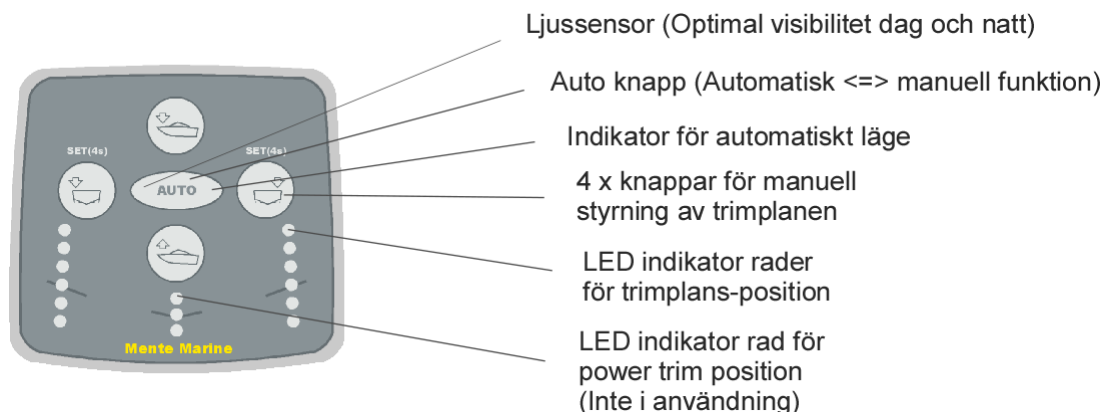 Ljussensor (Optimal visibilitet dag och natt)
Auto knapp (Automatisk <=> manuell funktion)
Indikator för automatiskt läge
4 x knappar för manuell
styrning av trimplanen
LED indikator rader
för trimplans-position
LED indikator rad för
power trim position
(Inte i användning)
SET(4s)
SET(4s)
AUTO
Mente Marine